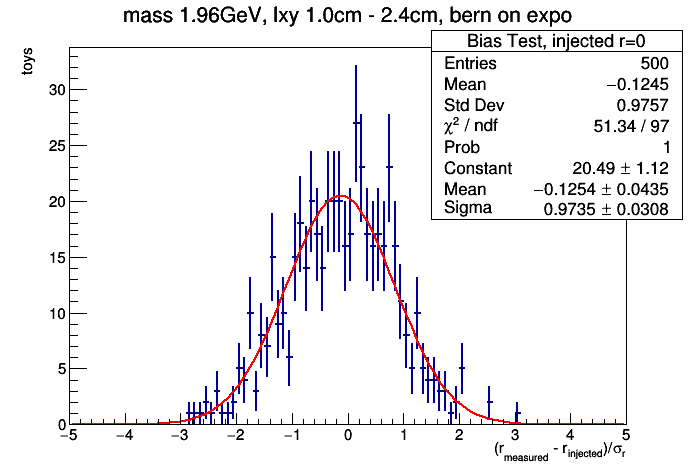 mass 1.96GeV, lxy 1.0cm - 2.4cm, bern on expo
Bias Test, injected r=0
Entries 500
Mean −0.1245
Std Dev 0.9757
χ² / ndf 51.34 / 97
Prob 1
Constant 20.49 ± 1.12
Mean −0.1254 ± 0.0435
Sigma 0.9735 ± 0.0308
toys
30
25
20
15
10
5
0
−5 −4 −3 −2 −1 0 1 2 3 4 5
(r_measured - r_injected)/σ_r